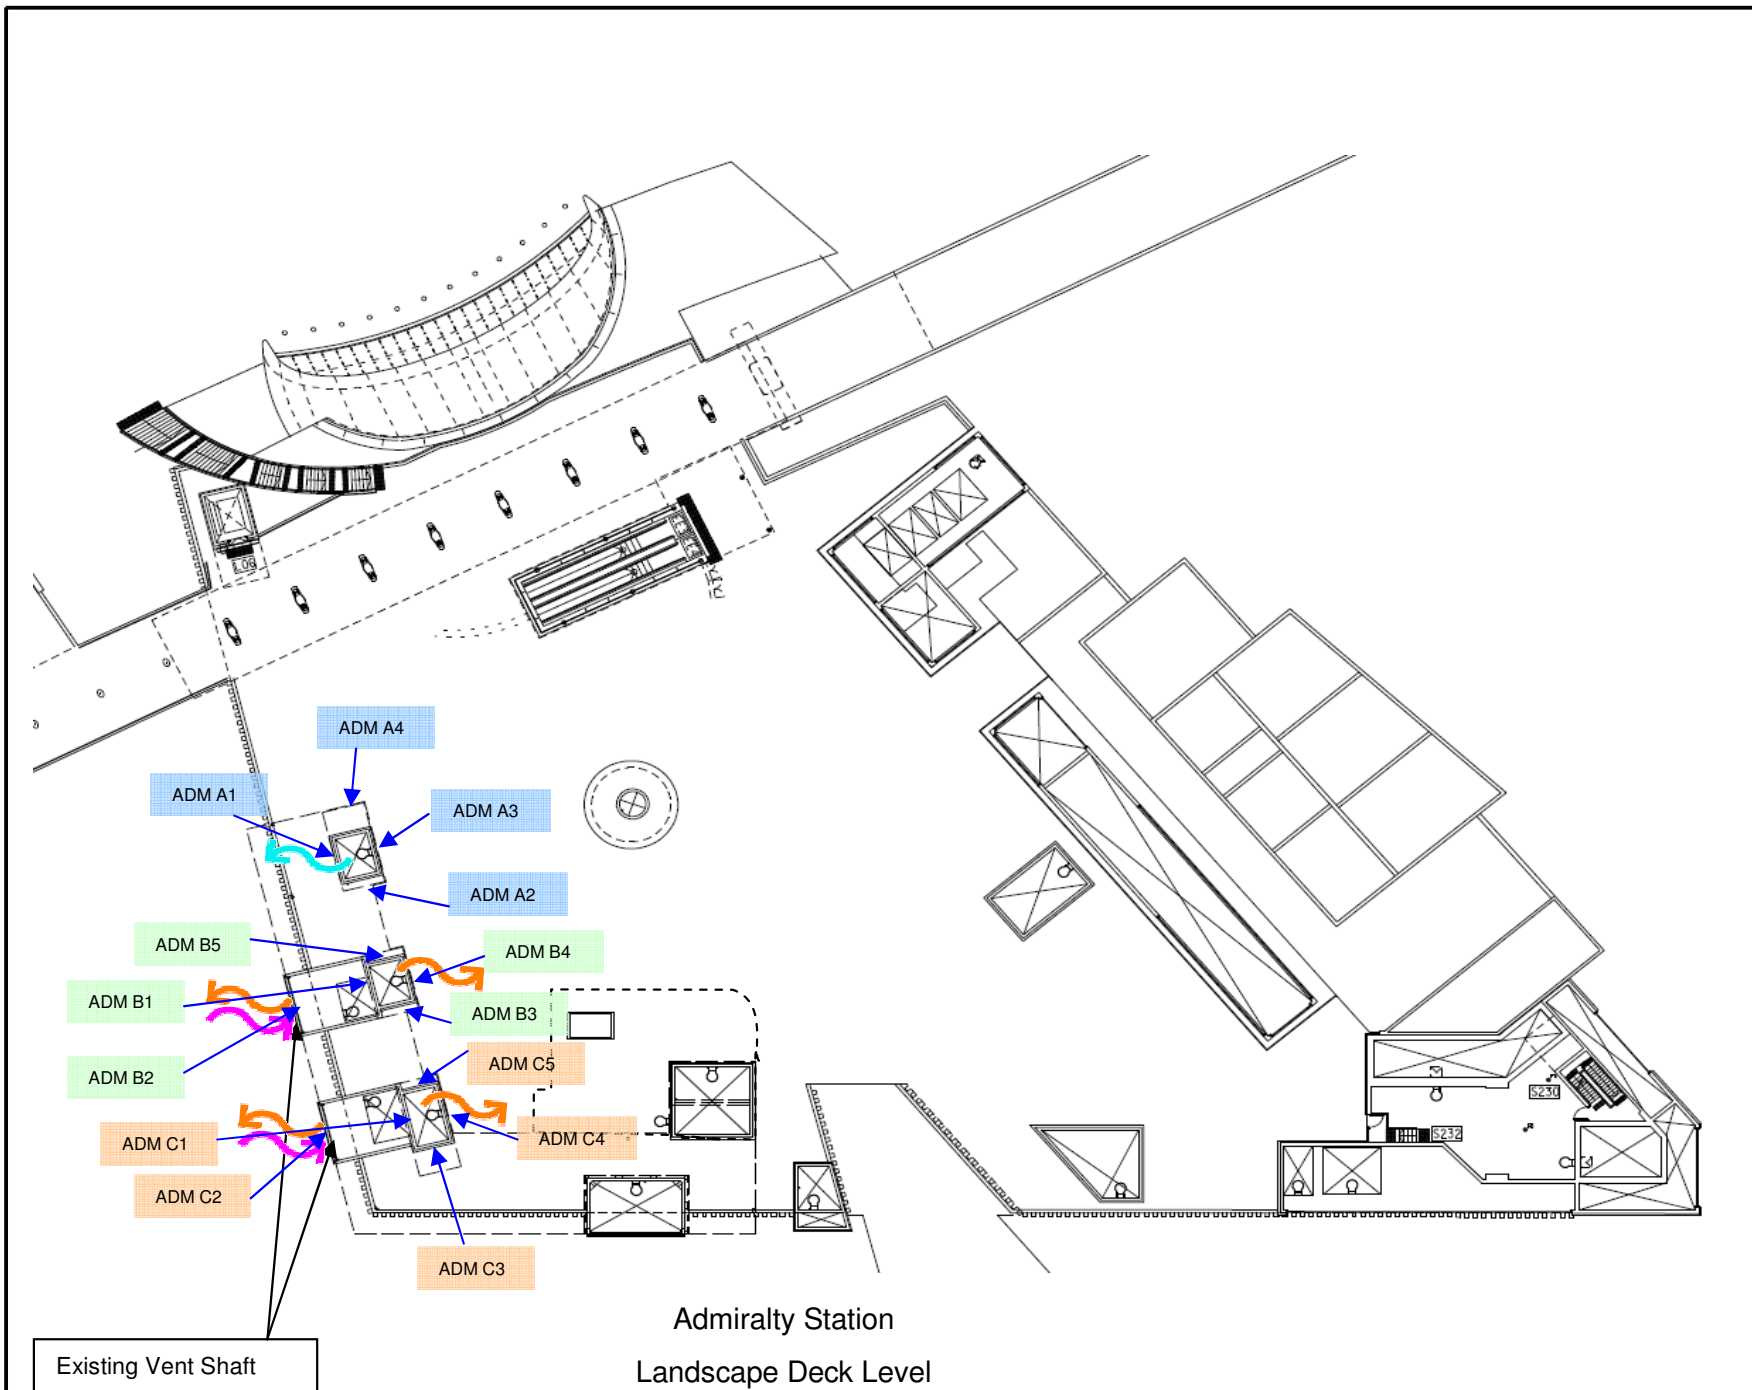 L06
ADM A4
ADM A1
ADM A3
ADM A2
ADM B5
ADM B4
ADM B1
ADM B3
ADM B2
ADM C5
S230
S232
ADM C1
ADM C4
ADM C2
ADM C3
Admiralty Station
Existing Vent Shaft
Landscape Deck Level